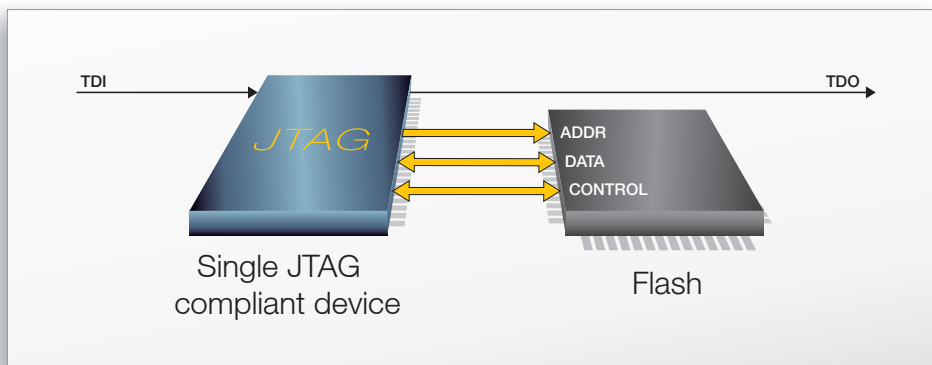 TDI
TDO
JTAG
ADDR
DATA
CONTROL
Single JTAG
compliant device
Flash